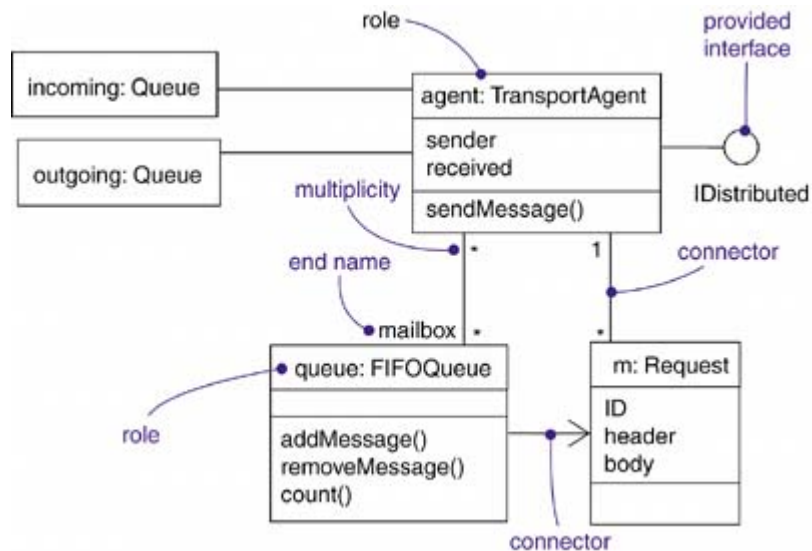 role
provided
interface
incoming: Queue
agent: TransportAgent
sender
received
outgoing: Queue
IDistributed
multiplicity
sendMessage()
*
1
connector
end name
mailbox
*
*
queue: FIFOQueue
m: Request
ID
header
body
role
addMessage()
removeMessage()
count()
connector